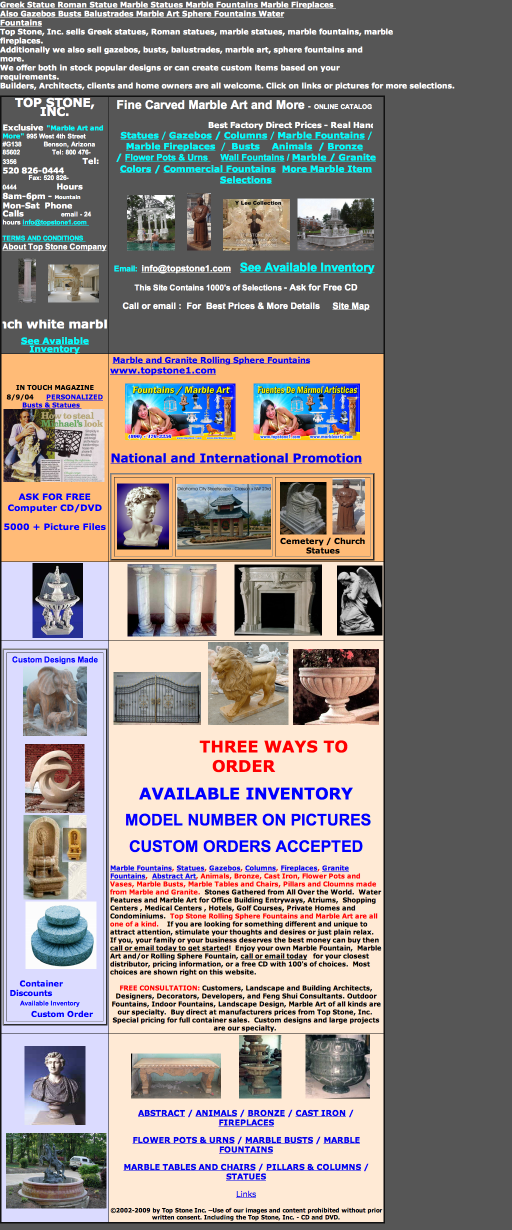 Greek Statue Roman Statue Marble Statues Marble Fountains Marble Fireplaces
Also Gazebos Busts Balustrades Marble Art Sphere Fountains Water
Fountains
Top Stone, Inc. sells Greek statues, Roman statues, marble statues, marble fountains, marble
fireplaces.
Additionally we also sell gazebos, busts, balustrades, marble art, sphere fountains and
more.
We offer both in stock popular designs or can create custom items based on your
requirements.
Builders, Architects, clients and home owners are all welcome. Click on links or pictures for more selections.
TOP STONE,
INC.
Exclusive "Marble Art and
More" 995 West 4th Street
#G138 Benson, Arizona
85602 Tel: 800 476-
3356 Tel:
520 826-0444
Fax: 520 826-
0444 Hours
8am-6pm - Mountain
Mon-Sat Phone
Calls email - 24
hours info@topstone1.com
TERMS AND CONDITIONS
About Top Stone Company
nch white marbl
See Available
Inventory
Fine Carved Marble Art and More - ONLINE CATALOG
Best Factory Direct Prices - Real Hand
Statues / Gazebos / Columns / Marble Fountains /
Marble Fireplaces / Busts Animals / Bronze
/ Flower Pots & Urns Wall Fountains / Marble / Granite
Colors / Commercial Fountains More Marble Item
Selections
Y Lee Collection
Email: info@topstone1.com See Available Inventory
This Site Contains 1000's of Selections - Ask for Free CD
Call or email : For Best Prices & More Details Site Map
IN TOUCH MAGAZINE
8/9/04 PERSONALIZED
Busts & Statues
How to steal
Michael's look
ASK FOR FREE
Computer CD/DVD
5000 + Picture Files
Marble and Granite Rolling Sphere Fountains
www.topstone1.com
Fountains / Marble Art
Fuentes De Marmol Artisticas
National and International Promotion
Cemetery / Church
Statues
Custom Designs Made
Container
Discounts
Available Inventory
Custom Order
THREE WAYS TO
ORDER
AVAILABLE INVENTORY
MODEL NUMBER ON PICTURES
CUSTOM ORDERS ACCEPTED
Marble Fountains, Statues, Gazebos, Columns, Fireplaces, Granite
Fountains, Abstract Art, Animals, Bronze, Cast Iron, Flower Pots and
Vases, Marble Busts, Marble Tables and Chairs, Pillars and Cloumns made
from Marble and Granite. Stones Gathered from All Over the World. Water
Features and Marble Art for Office Building Entryways, Atriums, Shopping
Centers , Medical Centers , Hotels, Golf Courses, Private Homes and
Condominiums. Top Stone Rolling Sphere Fountains and Marble Art are all
one of a kind. If you are looking for something different and unique to
attract attention, stimulate your thoughts and desires or just plain relax.
If you, your family or your business deserves the best money can buy then
call or email today to get started! Enjoy your own Marble Fountain, Marble
Art and/or Rolling Sphere Fountain, call or email today for your closest
distributor, pricing information, or a free CD with 100's of choices. Most
choices are shown right on this website.
FREE CONSULTATION: Customers, Landscape and Building Architects,
Designers, Decorators, Developers, and Feng Shui Consultants. Outdoor
Fountains, Indoor Fountains, Landscape Design, Marble Art of all kinds are
our specialty. Buy direct at manufacturers prices from Top Stone, Inc.
Special pricing for full container sales. Custom designs and large projects
are our specialty.
ABSTRACT / ANIMALS / BRONZE / CAST IRON /
FIREPLACES
FLOWER POTS & URNS / MARBLE BUSTS / MARBLE
FOUNTAINS
MARBLE TABLES AND CHAIRS / PILLARS & COLUMNS /
STATUES
Links
©2002-2009 by Top Stone Inc. –Use of our images and content prohibited without prior
written consent. Including the Top Stone, Inc. - CD and DVD.